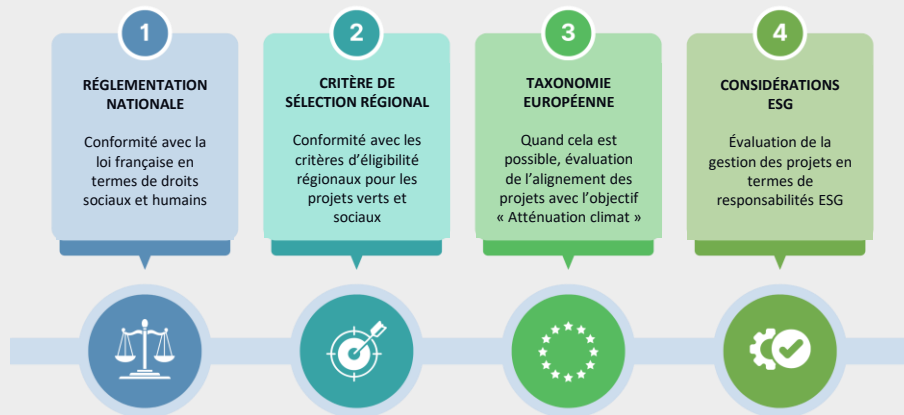 1
RÉGLEMENTATION
NATIONALE
Conformité avec la
loi française en
termes de droits
sociaux et humains
2
CRITÈRE DE
SÉLECTION RÉGIONAL
Conformité avec les
critères d'éligibilité
régionaux pour les
projets verts et
sociaux
3
TAXONOMIE
EUROPÉENNE
Quand cela est
possible, évaluation
de l'alignement des
projets avec l'objectif
« Atténuation climat »
4
CONSIDÉRATIONS
ESG
Évaluation de la
gestion des projets en
termes de
responsabilités ESG